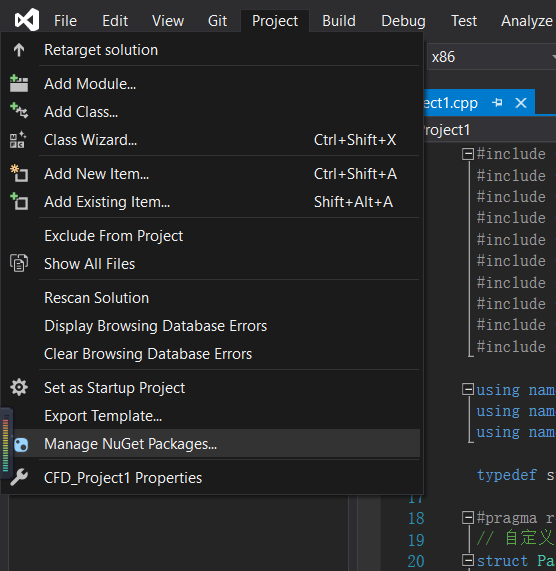 File Edit View Git Project Build Debug Test Analyze
Retarget solution
x86
Add Module...
Add Class...
ect1.cpp
Class Wizard... Ctrl+Shift+X
roject1
#include
Add New Item... Ctrl+Shift+A
#include
Add Existing Item... Shift+Alt+A
#include
#include
Exclude From Project
#include
Show All Files
#include
#include
Rescan Solution
#include
Display Browsing Database Errors
#include
Clear Browsing Database Errors
#include
Set as Startup Project
using nam
Export Template...
using nam
Manage NuGet Packages...
using nam
CFD_Project1 Properties
typedef s
17
18 #pragma r
19 // 自定义
20 struct Pa